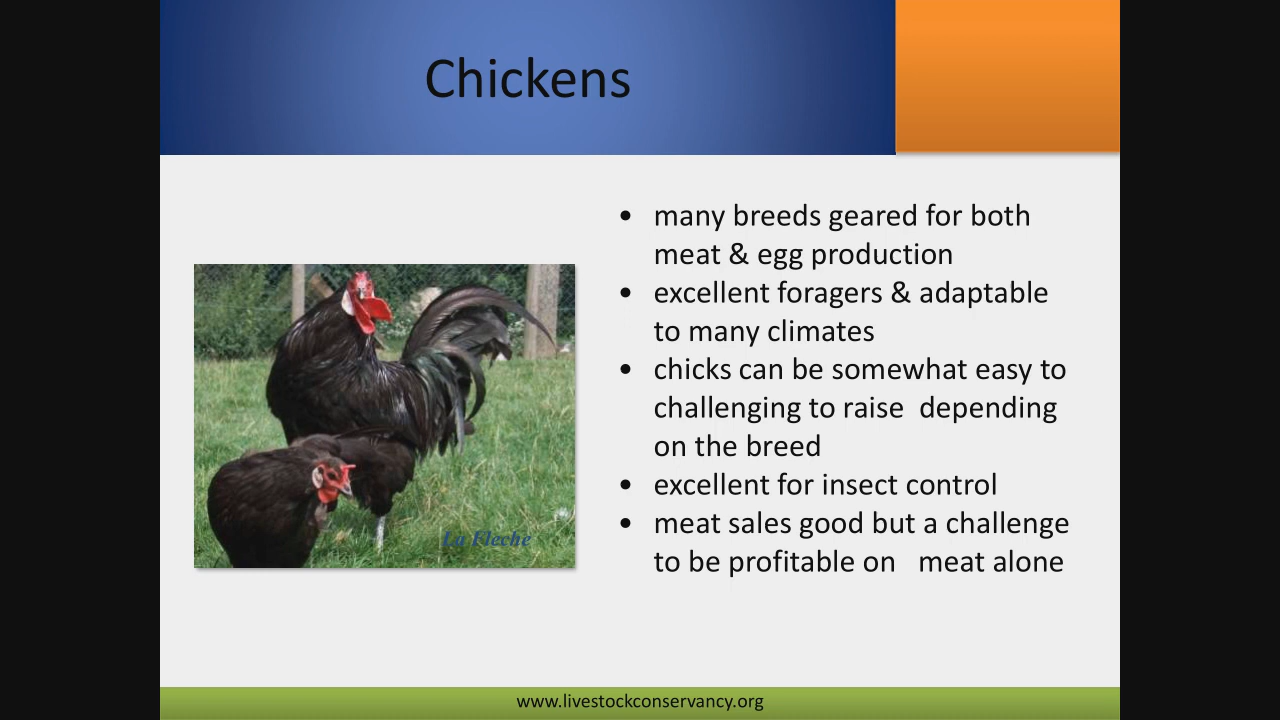 Chickens
• many breeds geared for both
meat & egg production
• excellent foragers & adaptable
to many climates
• chicks can be somewhat easy to
challenging to raise  depending
on the breed
• excellent for insect control
• meat sales good but a challenge
to be profitable on   meat alone
La Fleche
www.livestockconservancy.org